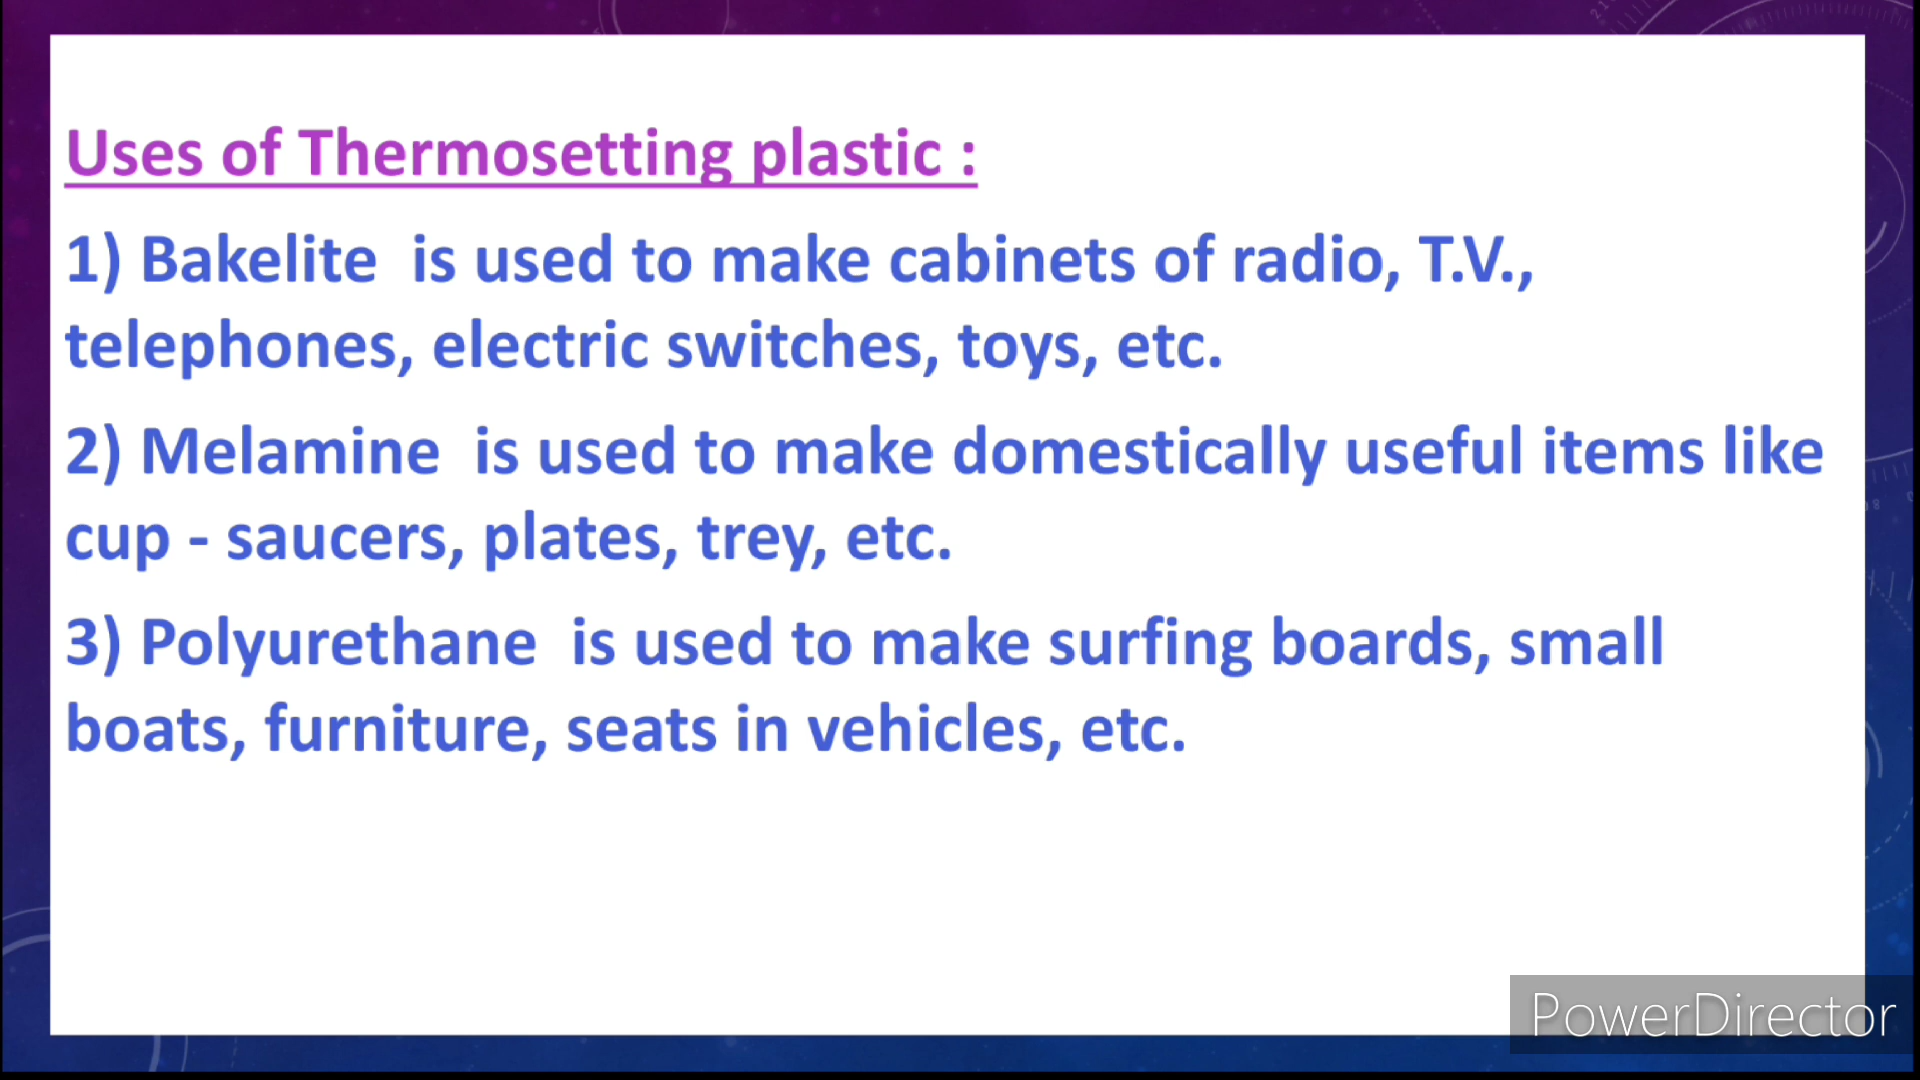 Uses of Thermosetting plastic :
1) Bakelite  is used to make cabinets of radio, T.V.,
telephones, electric switches, toys, etc.
2) Melamine  is used to make domestically useful items like
cup - saucers, plates, trey, etc.
3) Polyurethane  is used to make surfing boards, small
boats, furniture, seats in vehicles, etc.
PowerDirector